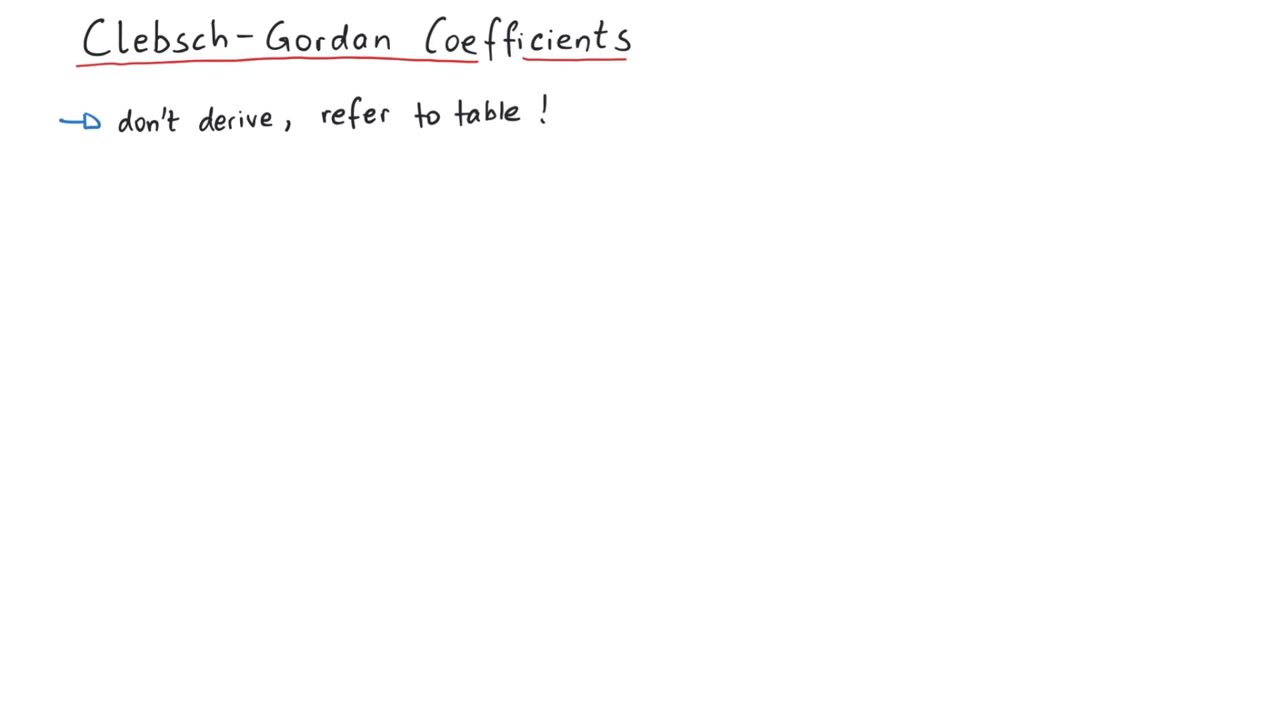 Clebsch-Gordan Coefficients
don't derive, refer to table !